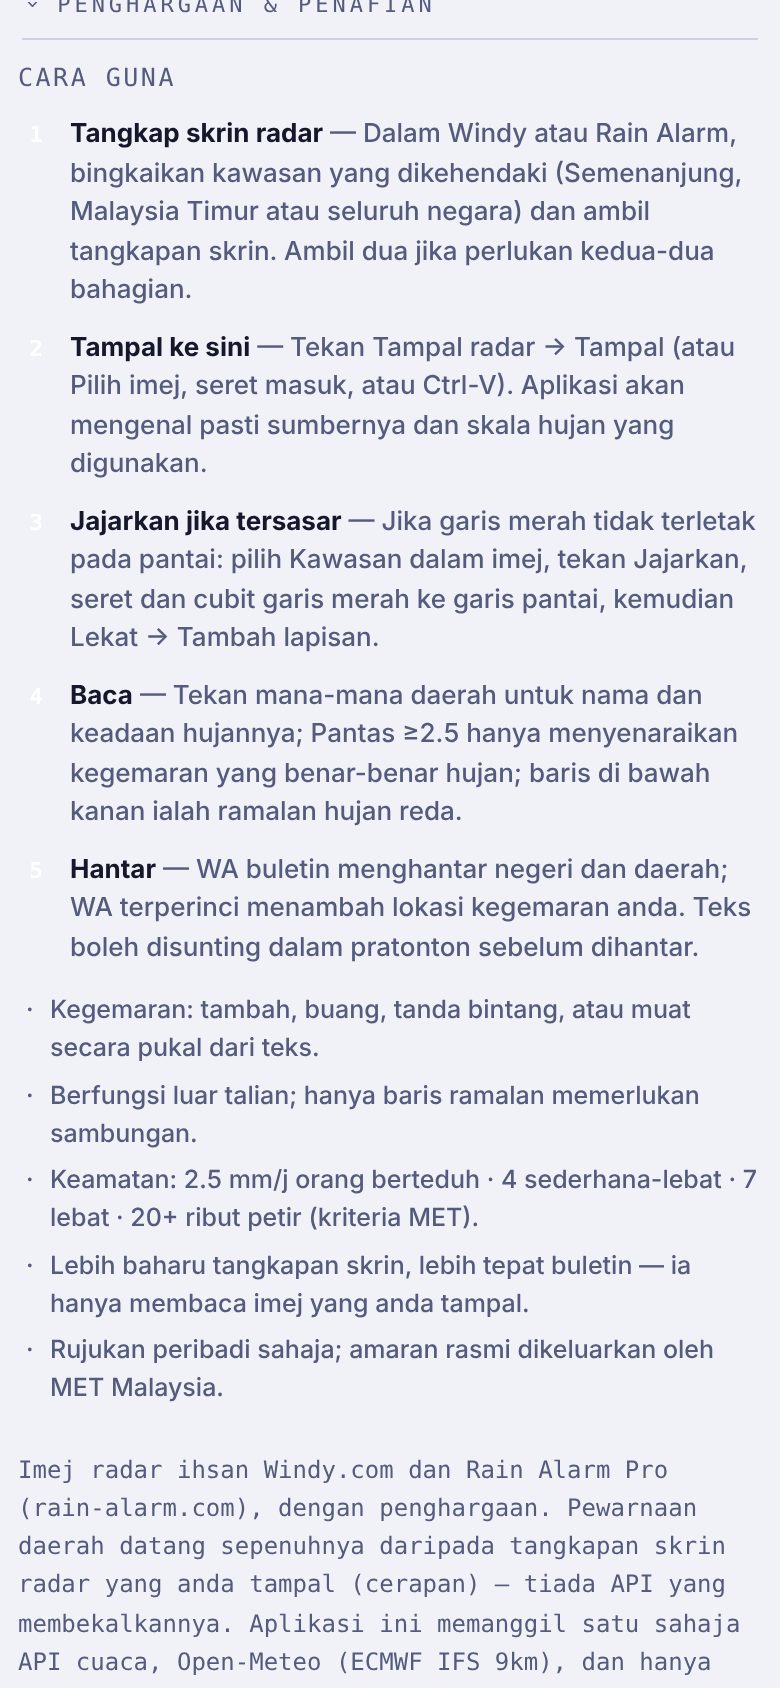 PENGHARGAAN & PENAFIAN
CARA GUNA
1 Tangkap skrin radar — Dalam Windy atau Rain Alarm,
bingkaikan kawasan yang dikehendaki (Semenanjung,
Malaysia Timur atau seluruh negara) dan ambil
tangkapan skrin. Ambil dua jika perlukan kedua-dua
bahagian.
2 Tampal ke sini — Tekan Tampal radar → Tampal (atau
Pilih imej, seret masuk, atau Ctrl-V). Aplikasi akan
mengenal pasti sumbernya dan skala hujan yang
digunakan.
3 Jajarkan jika tersasar — Jika garis merah tidak terletak
pada pantai: pilih Kawasan dalam imej, tekan Jajarkan,
seret dan cubit garis merah ke garis pantai, kemudian
Lekat → Tambah lapisan.
4 Baca — Tekan mana-mana daerah untuk nama dan
keadaan hujannya; Pantas ≥2.5 hanya menyenaraikan
kegemaran yang benar-benar hujan; baris di bawah
kanan ialah ramalan hujan reda.
5 Hantar — WA buletin menghantar negeri dan daerah;
WA terperinci menambah lokasi kegemaran anda. Teks
boleh disunting dalam pratonton sebelum dihantar.
· Kegemaran: tambah, buang, tanda bintang, atau muat
secara pukal dari teks.
· Berfungsi luar talian; hanya baris ramalan memerlukan
sambungan.
· Keamatan: 2.5 mm/j orang berteduh · 4 sederhana-lebat · 7
lebat · 20+ ribut petir (kriteria MET).
· Lebih baharu tangkapan skrin, lebih tepat buletin — ia
hanya membaca imej yang anda tampal.
· Rujukan peribadi sahaja; amaran rasmi dikeluarkan oleh
MET Malaysia.
Imej radar ihsan Windy.com dan Rain Alarm Pro
(rain-alarm.com), dengan penghargaan. Pewarnaan
daerah datang sepenuhnya daripada tangkapan skrin
radar yang anda tampal (cerapan) — tiada API yang
membekalkannya. Aplikasi ini memanggil satu sahaja
API cuaca, Open-Meteo (ECMWF IFS 9km), dan hanya